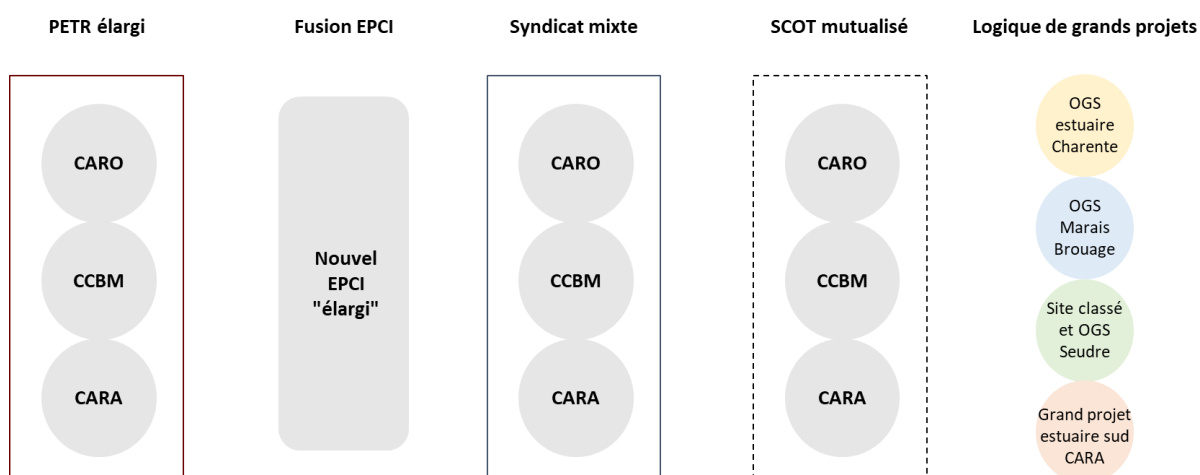 PETR élargi
Fusion EPCI
Syndicat mixte
SCOT mutualisé
Logique de grands projets
CARO
CCBM
CARA
Nouvel
EPCI
"élargi"
CARO
CCBM
CARA
CARO
CCBM
CARA
OGS
estuaire
Charente
OGS
Marais
Brouage
Site classé
et OGS
Seudre
Grand projet
estuaire sud
CARA